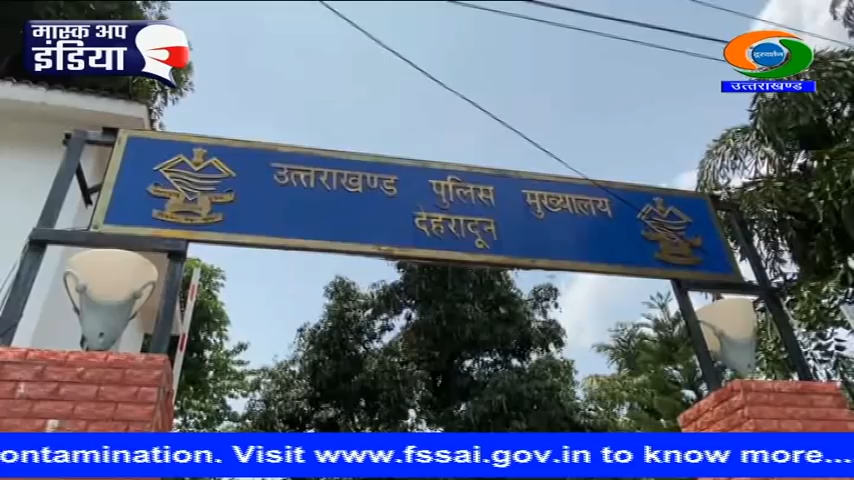 मास्क अप
इंडिया
दूरदर्शन
उत्तराखण्ड
उत्तराखण्ड पुलिस मुख्यालय
देहरादून
ontamination. Visit www.fssai.gov.in to know more...